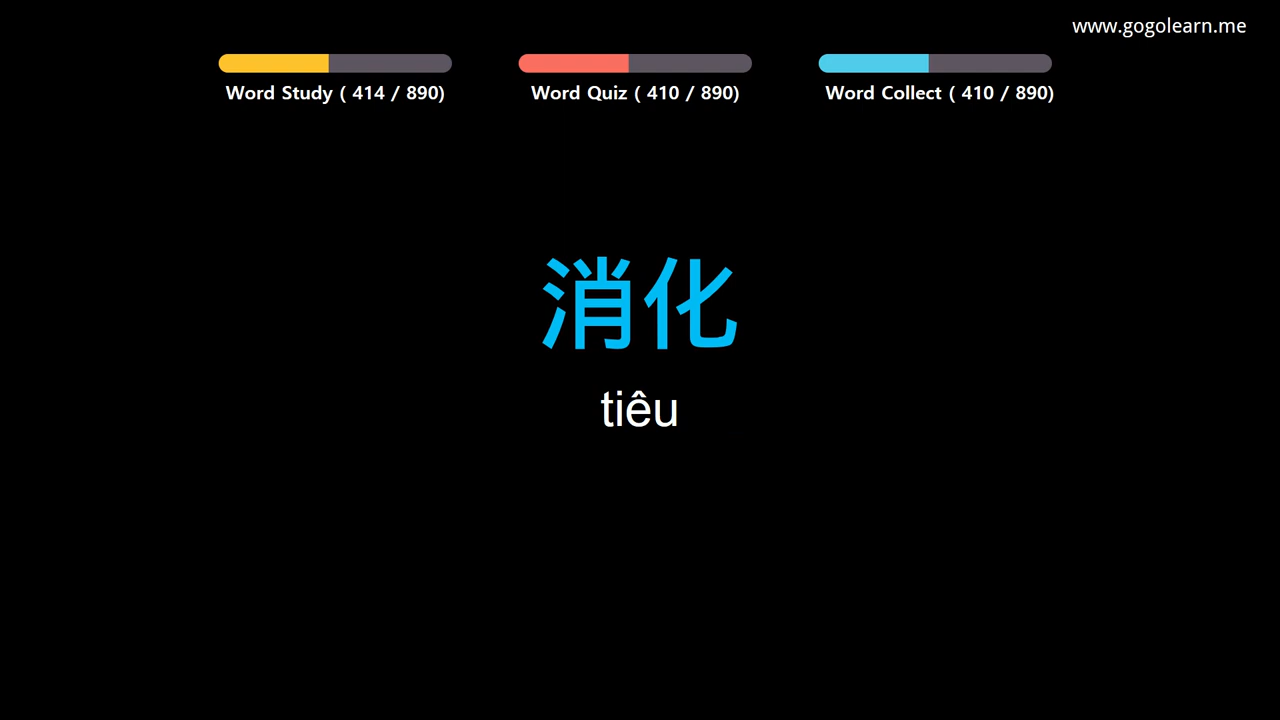 www.gogolearn.me
Word Study ( 414 / 890)
Word Quiz ( 410 / 890)
Word Collect ( 410 / 890)
消化
tiêu